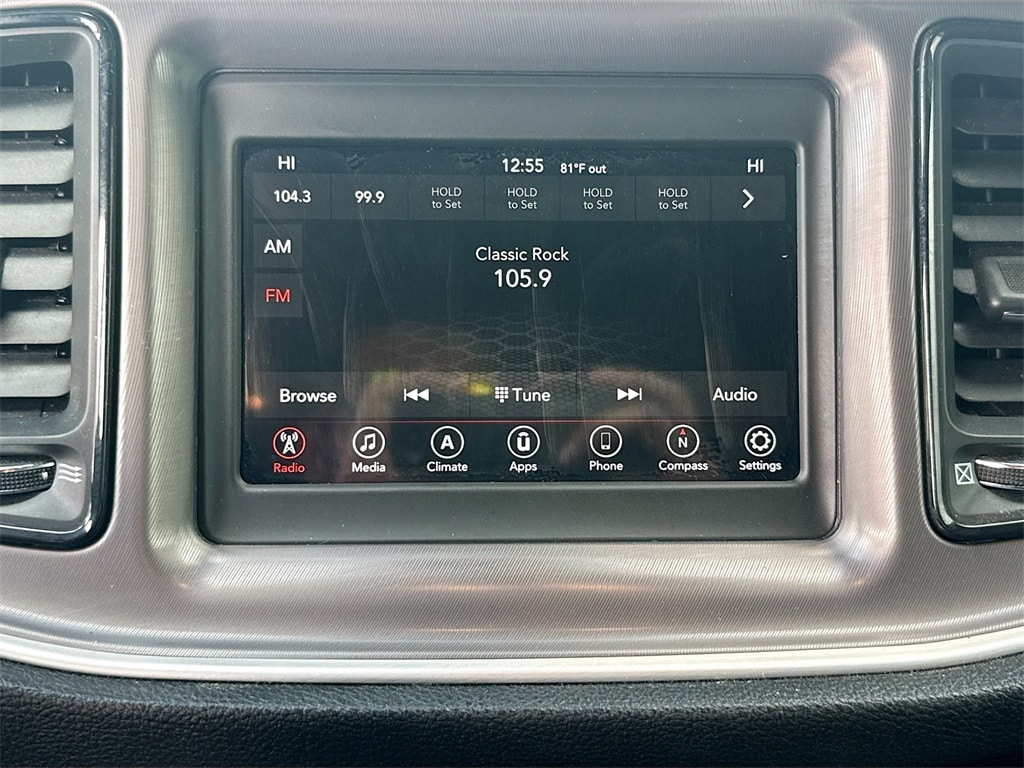 HI 12:55 81°F out HI
104.3 99.9 HOLD to Set HOLD to Set HOLD to Set HOLD to Set
AM
Classic Rock
105.9
FM
Browse Tune Audio
A Ū N
Radio Media Climate Apps Phone Compass Settings